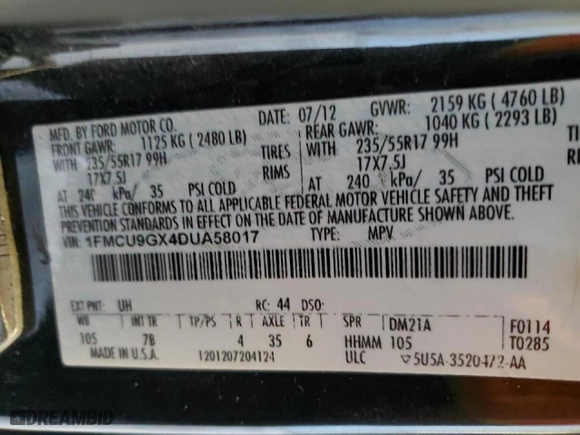 MFD. BY FORD MOTOR CO.
DATE: 07/12
GVWR: 2159 KG ( 4760 LB)
FRONT GAWR: 1125 KG ( 2480 LB)
REAR GAWR: 1040 KG ( 2293 LB)
WITH 235/55R17 99H TIRES
WITH 235/55R17 99H
17X7.5J RIMS
17X7.5J
AT 240 kPa/ 35 PSI COLD
AT 240 kPa/ 35 PSI COLD
THIS VEHICLE CONFORMS TO ALL APPLICABLE FEDERAL MOTOR VEHICLE SAFETY AND THEFT
PREVENTION STANDARDS IN EFFECT ON THE DATE OF MANUFACTURE SHOWN ABOVE.
VIN: 1FMCU9GX4DUA58017
TYPE: MPV
EXT PNT: UH RC: 44 DSO:
WB INT TR TP/PS R AXLE TR SPR DM21A F0114
105 7B 4 35 6 HHMM 105 T0285
MADE IN U.S.A. 1201207204124 ULC 5U5A-3520472-AA
DREAMBID